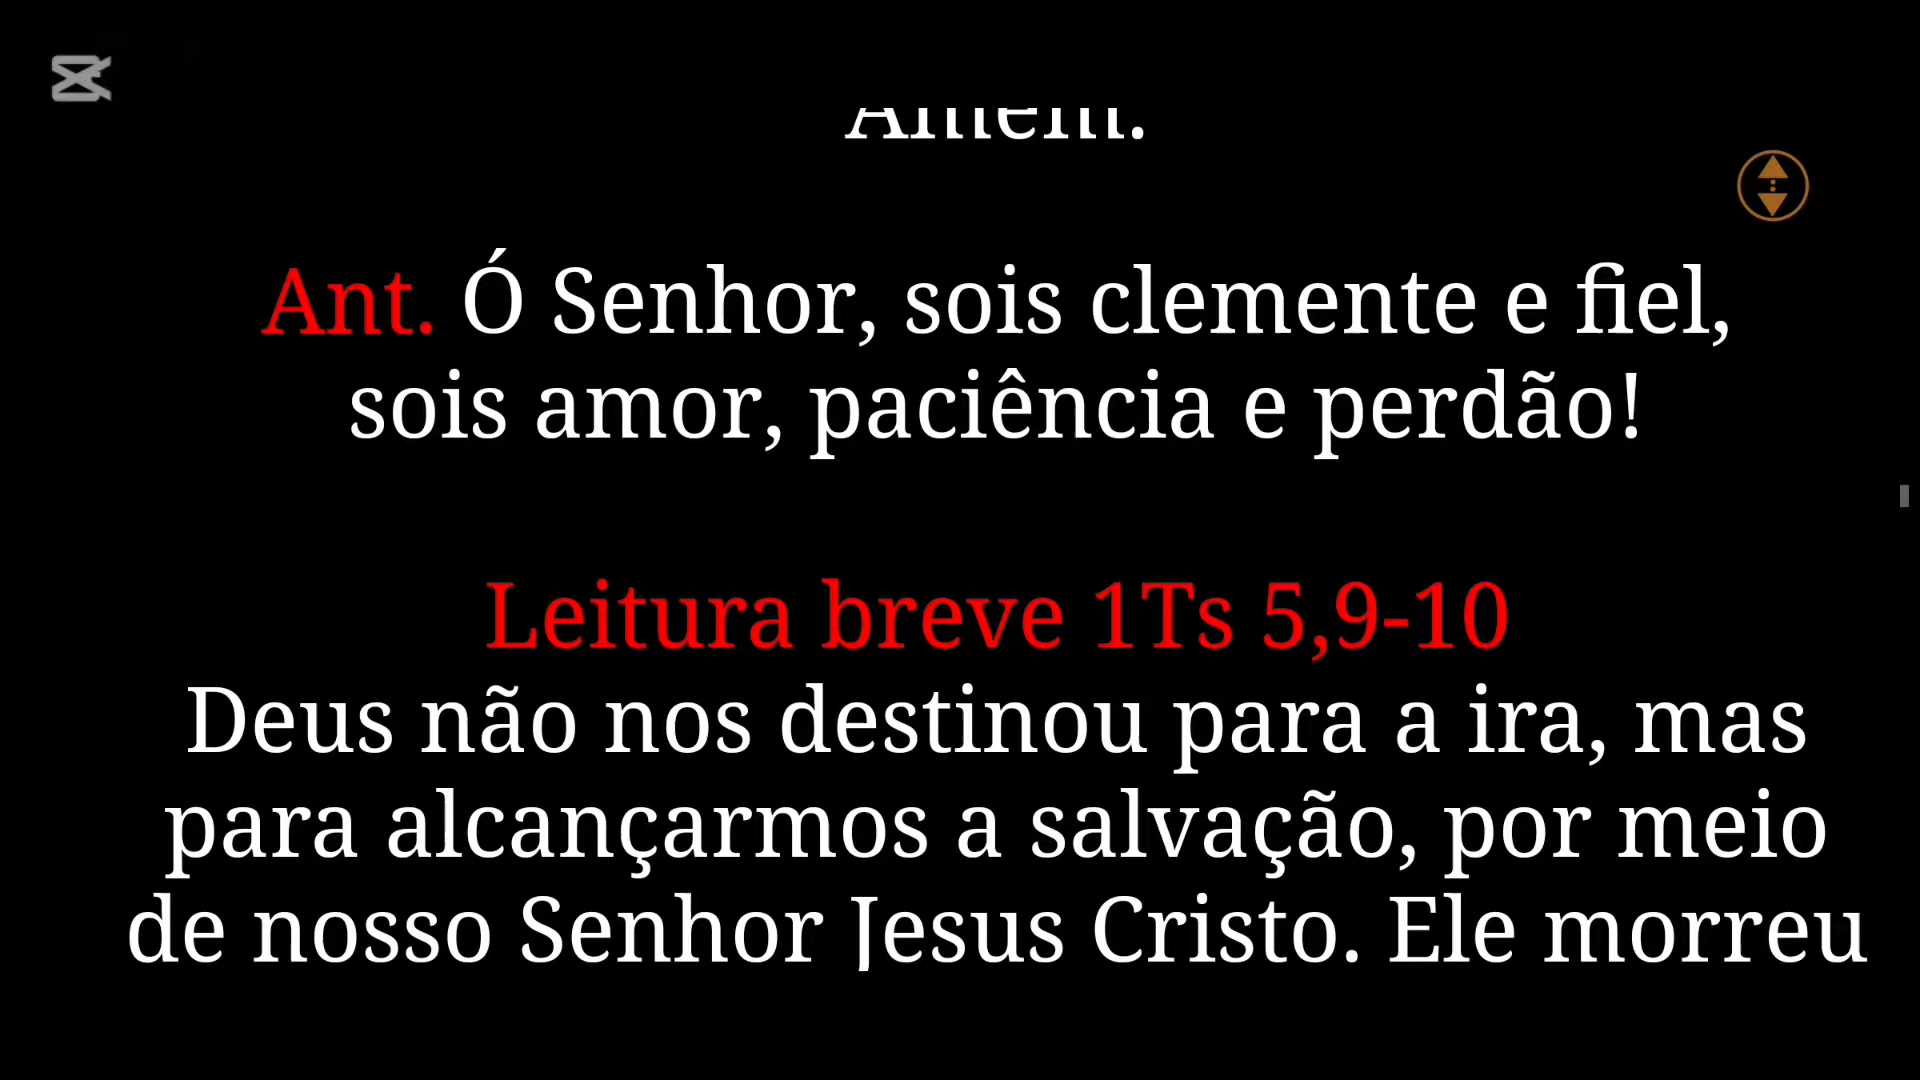 Amém.
Ant. Ó Senhor, sois clemente e fiel,
sois amor, paciência e perdão!
Leitura breve 1Ts 5,9-10
Deus não nos destinou para a ira, mas
para alcançarmos a salvação, por meio
de nosso Senhor Jesus Cristo. Ele morreu